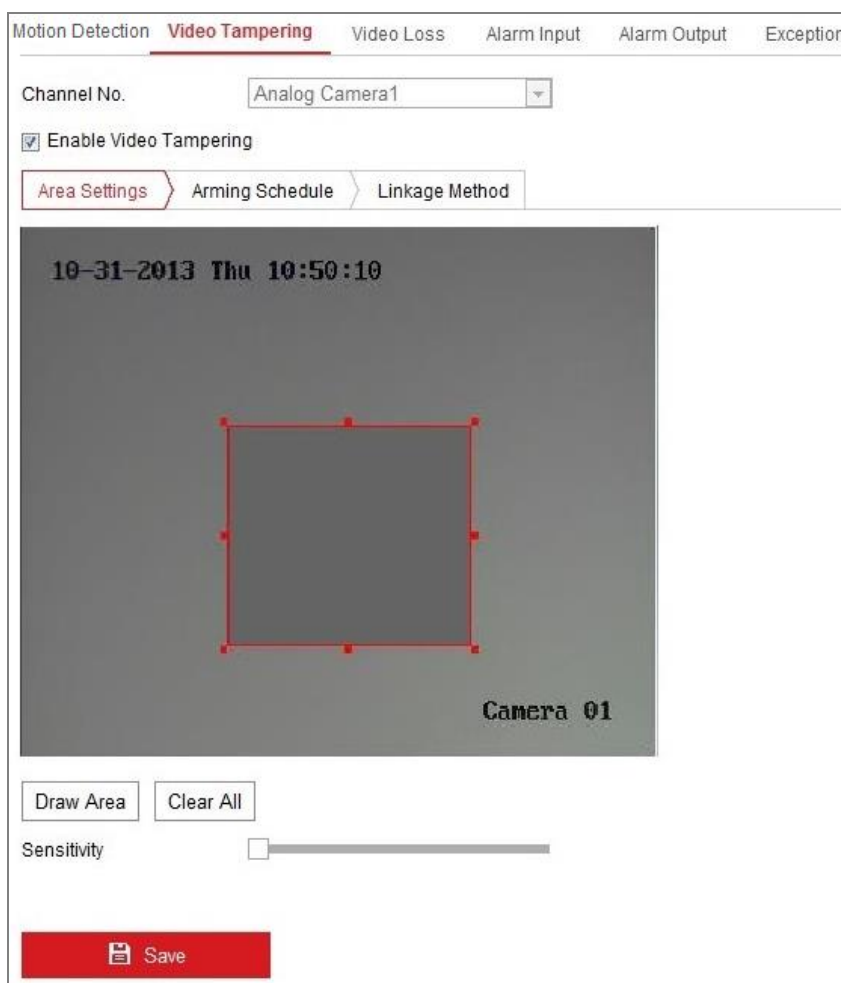 Motion Detection Video Tampering Video Loss Alarm Input Alarm Output Exception
Channel No. Analog Camera1
Enable Video Tampering
Area Settings Arming Schedule Linkage Method
10-31-2013 Thu 10:50:10
Camera 01
Draw Area Clear All
Sensitivity
Save